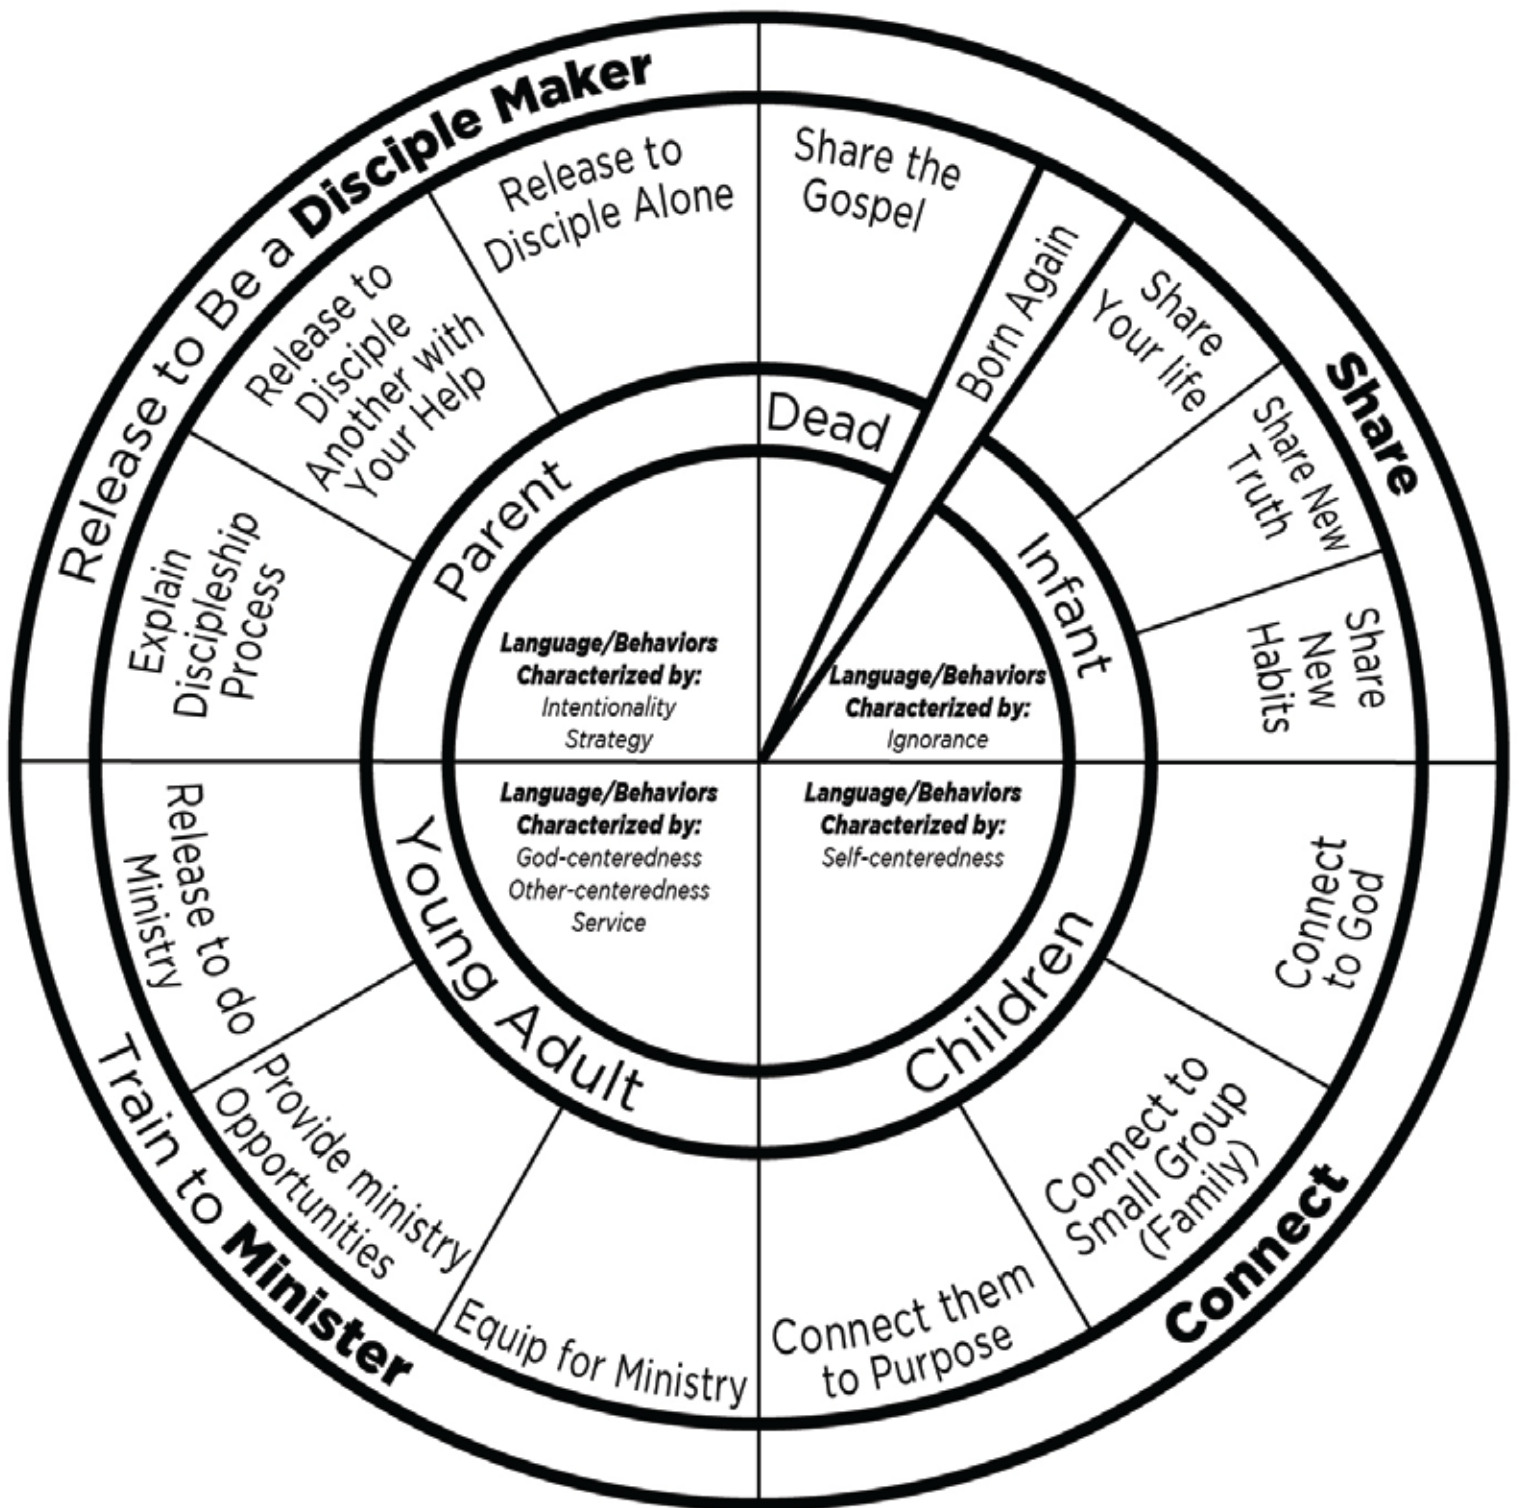 Release to Be a Disciple Maker
Share
Connect
Train to Minister
Share the
Gospel
Born Again
Share
Your life
Share New
Truth
Share
New
Habits
Connect
to God
Connect to
Small Group
(Family)
Connect them
to Purpose
Equip for Ministry
Provide ministry
Opportunities
Release to do
Ministry
Explain
Discipleship
Process
Release to
Disciple
Another with
Your Help
Release to
Disciple Alone
Dead
Infant
Children
Young Adult
Parent
Language/Behaviors
Characterized by:
Intentionality
Strategy
Language/Behaviors
Characterized by:
Ignorance
Language/Behaviors
Characterized by:
God-centeredness
Other-centeredness
Service
Language/Behaviors
Characterized by:
Self-centeredness